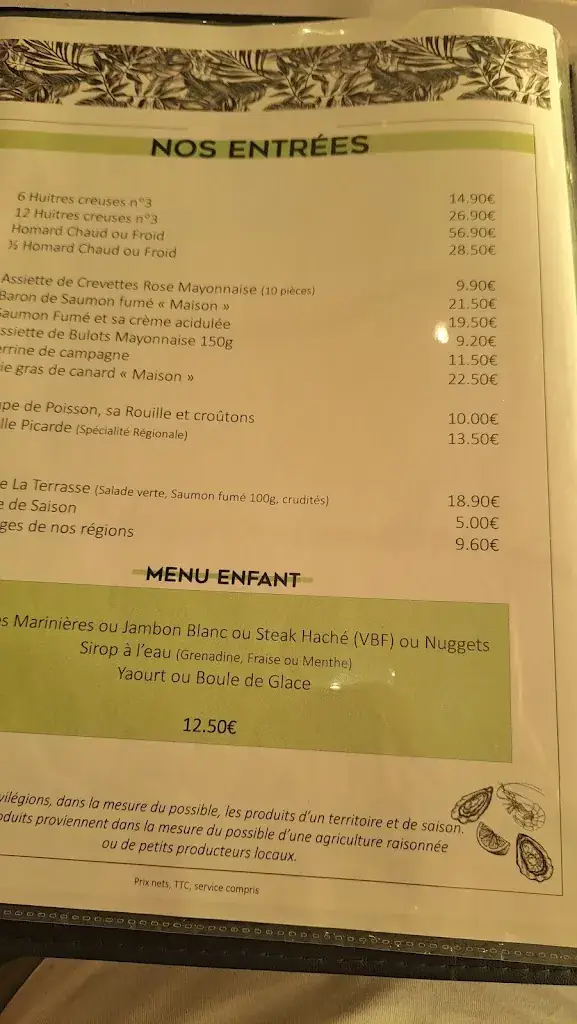 NOS ENTRÉES
6 Huitres creuses n°3 14.90€
12 Huitres creuses n°3 26.90€
Homard Chaud ou Froid 56.90€
½ Homard Chaud ou Froid 28.50€
Assiette de Crevettes Rose Mayonnaise (10 pièces) 9.90€
Baron de Saumon fumé « Maison » 21.50€
Saumon Fumé et sa crème acidulée 19.50€
ssiette de Bulots Mayonnaise 150g 9.20€
errine de campagne 11.50€
ie gras de canard « Maison » 22.50€
pe de Poisson, sa Rouille et croûtons 10.00€
lle Picarde (Spécialité Régionale) 13.50€
e La Terrasse (Salade verte, Saumon fumé 100g, crudités) 18.90€
e de Saison 5.00€
ges de nos régions 9.60€
MENU ENFANT
es Marinières ou Jambon Blanc ou Steak Haché (VBF) ou Nuggets
Sirop à l'eau (Grenadine, Fraise ou Menthe)
Yaourt ou Boule de Glace
12.50€
vilégions, dans la mesure du possible, les produits d'un territoire et de saison.
oduits proviennent dans la mesure du possible d'une agriculture raisonnée
ou de petits producteurs locaux.
Prix nets, TTC, service compris